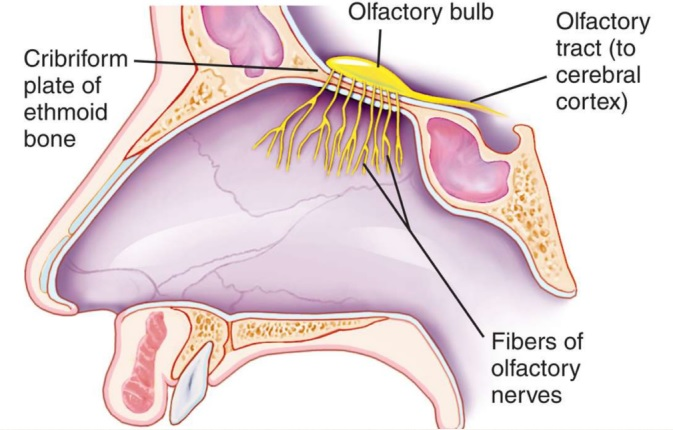 Olfactory bulb
Olfactory
tract (to
cerebral
cortex)
Cribriform
plate of
ethmoid
bone
Fibers of
olfactory
nerves